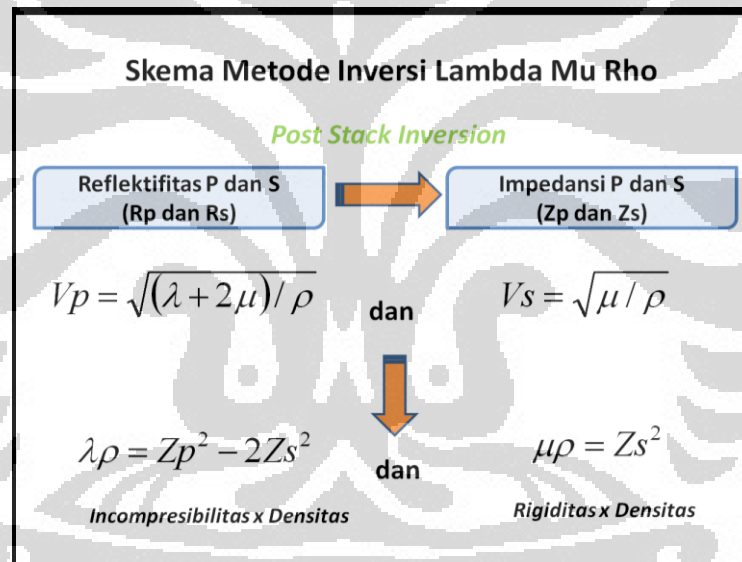 Skema Metode Inversi Lambda Mu Rho
Post Stack Inversion
Reflektifitas P dan S
(Rp dan Rs)
Impedansi P dan S
(Zp dan Zs)
Vp = √(λ + 2μ) / ρ
dan
Vs = √μ / ρ
λρ = Zp² − 2Zs²
dan
μρ = Zs²
Incompresibilitas x Densitas
Rigiditas x Densitas